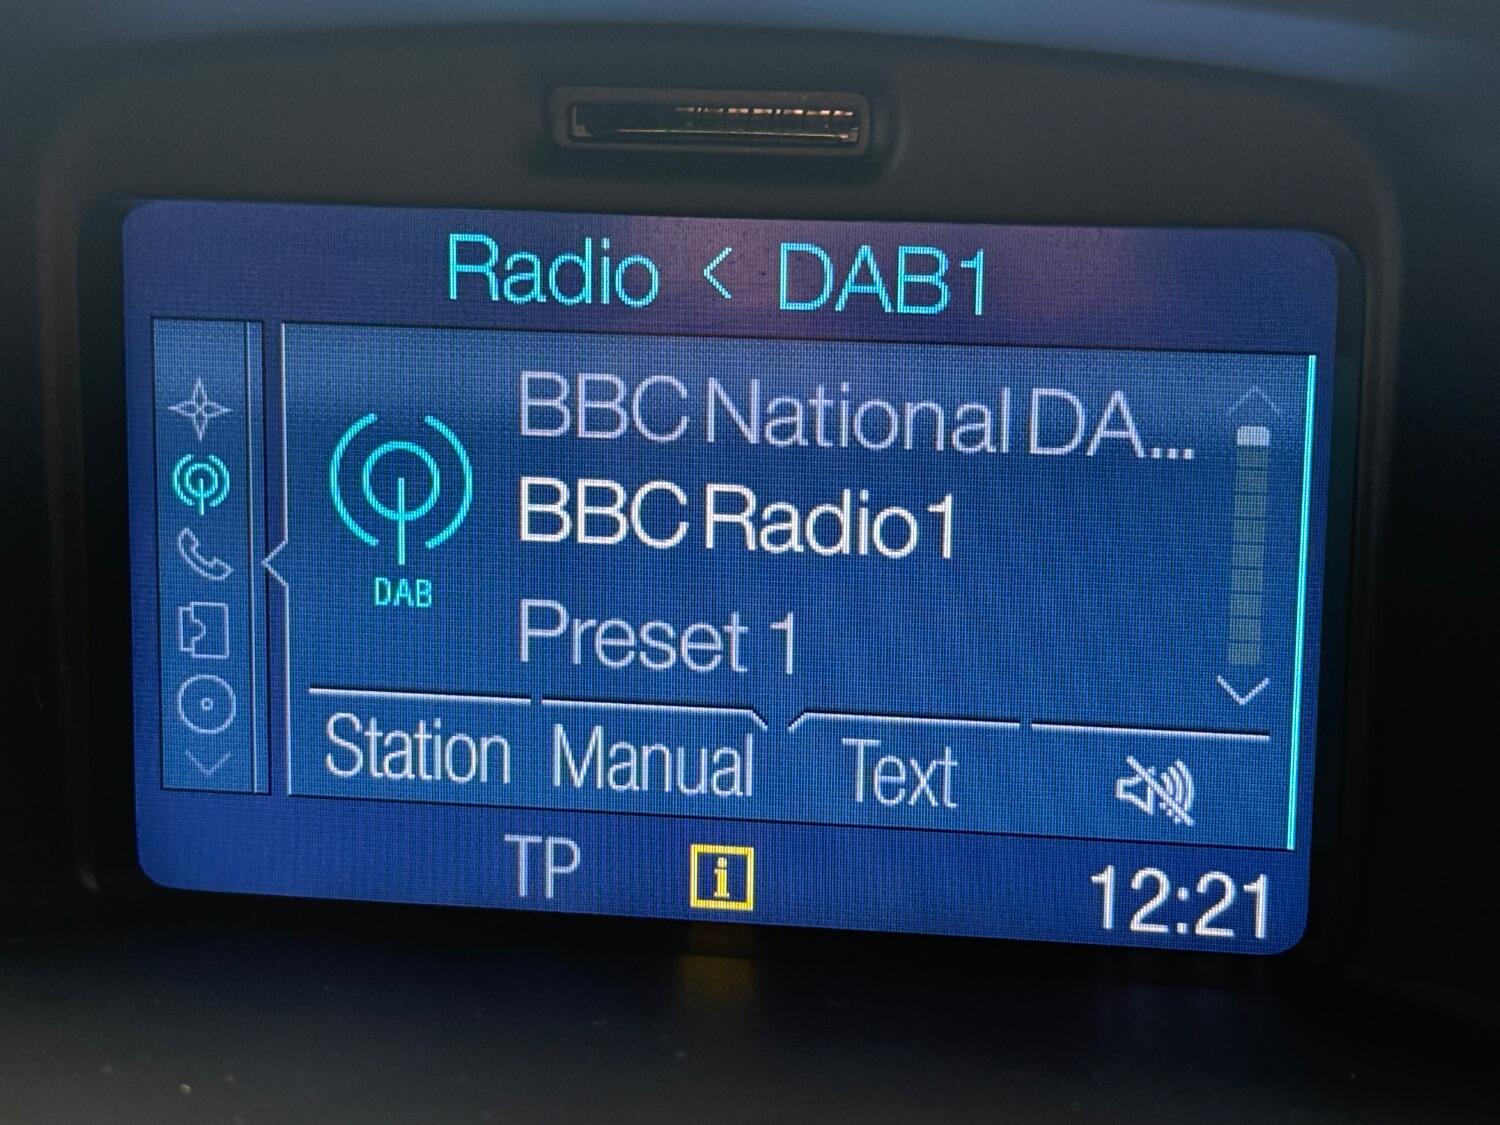 Radio < DAB1
BBC National DA...
BBC Radio1
DAB
Preset 1
Station Manual Text
TP i 12:21